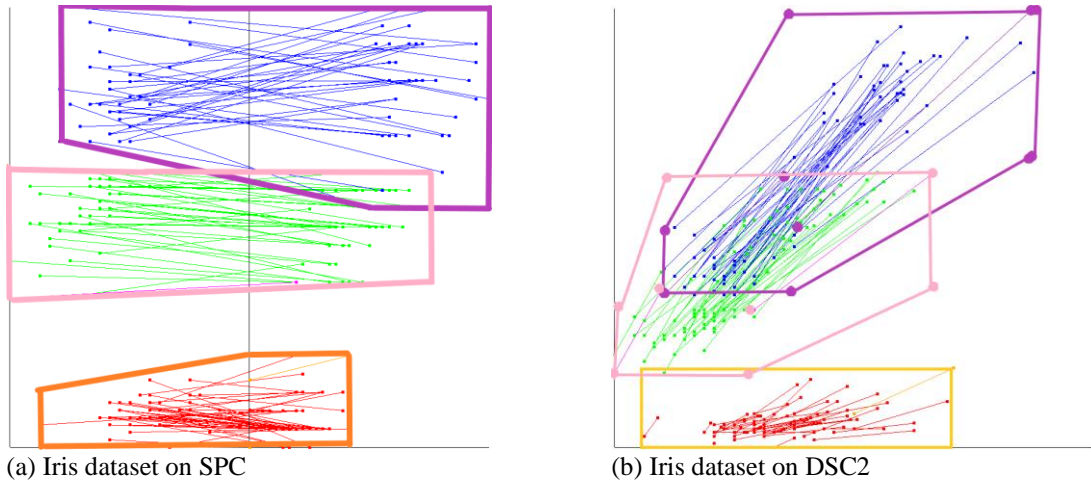 (a) Iris dataset on SPC
(b) Iris dataset on DSC2